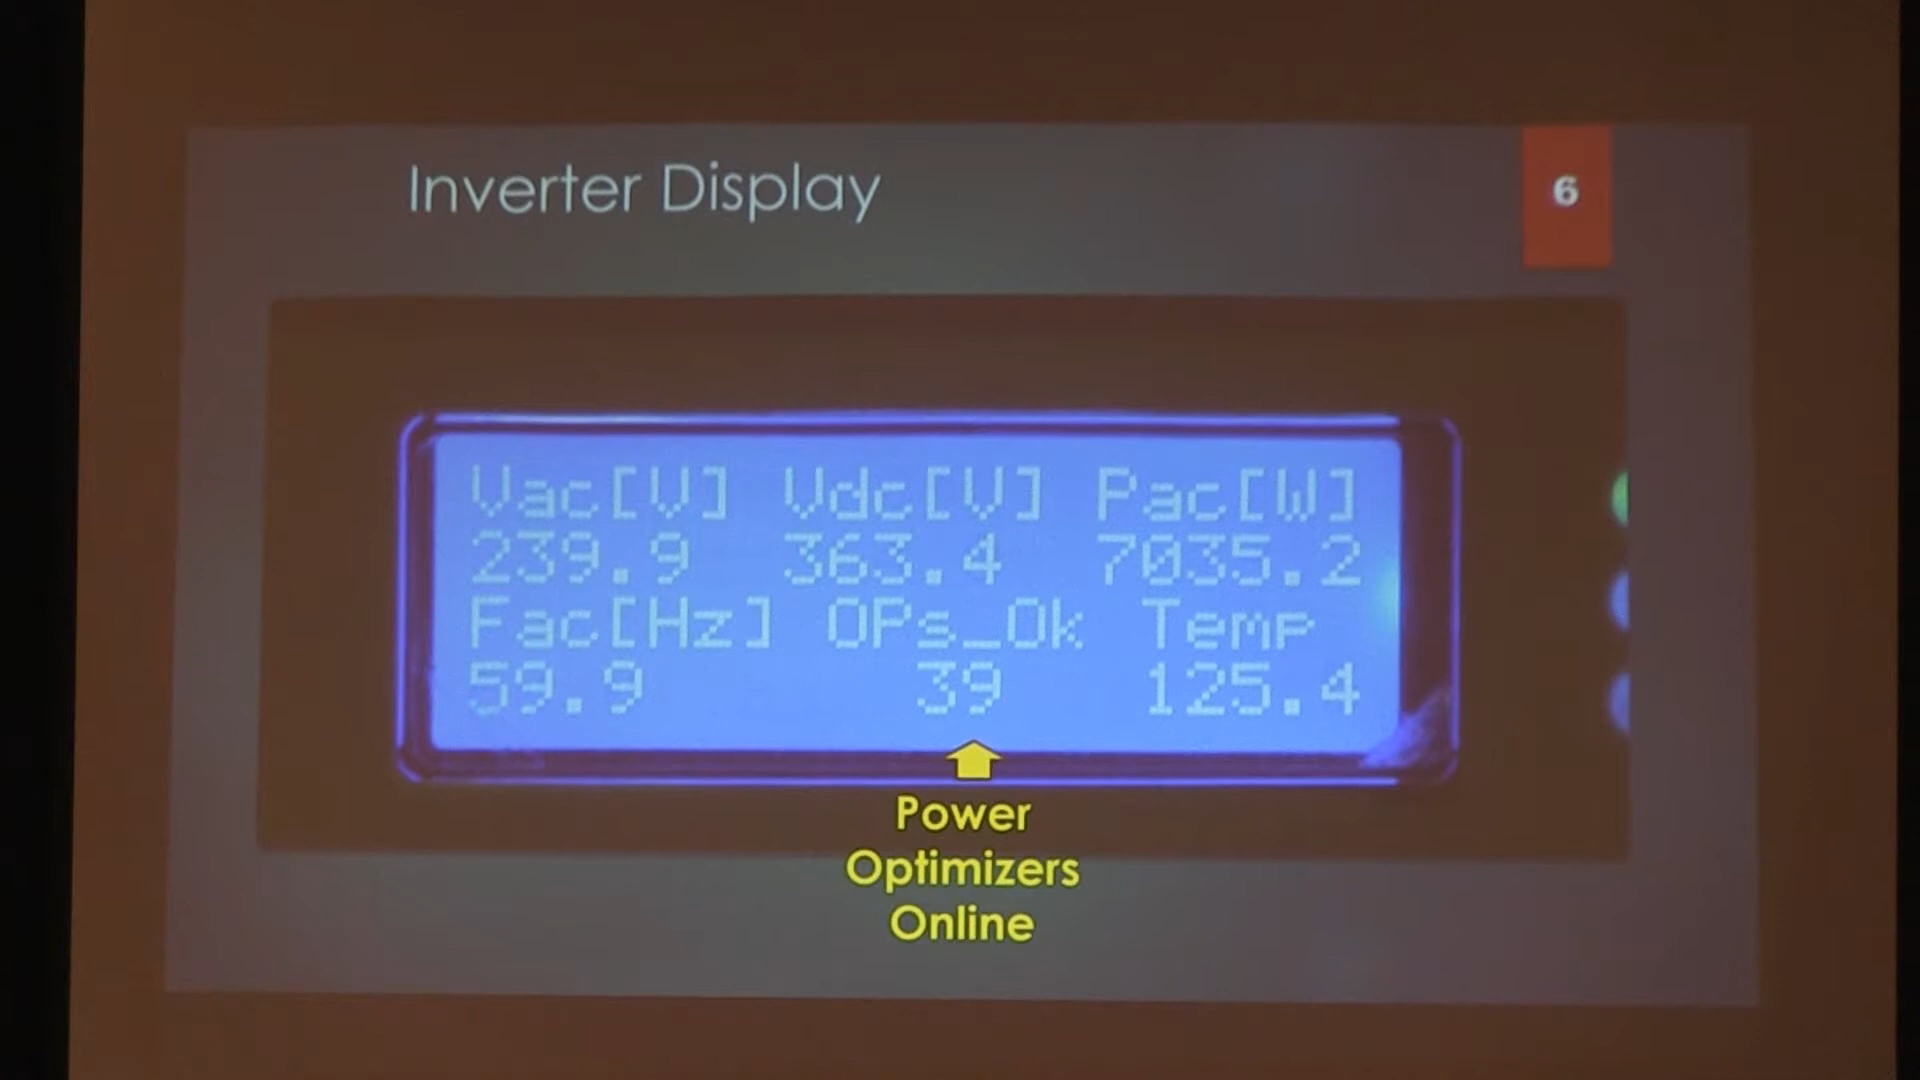 Inverter Display
6
Vac[V] Vdc[V] Pac[W]
239.9 363.4 7035.2
Fac[Hz] OPs_Ok Temp
59.9 39 125.4
Power
Optimizers
Online